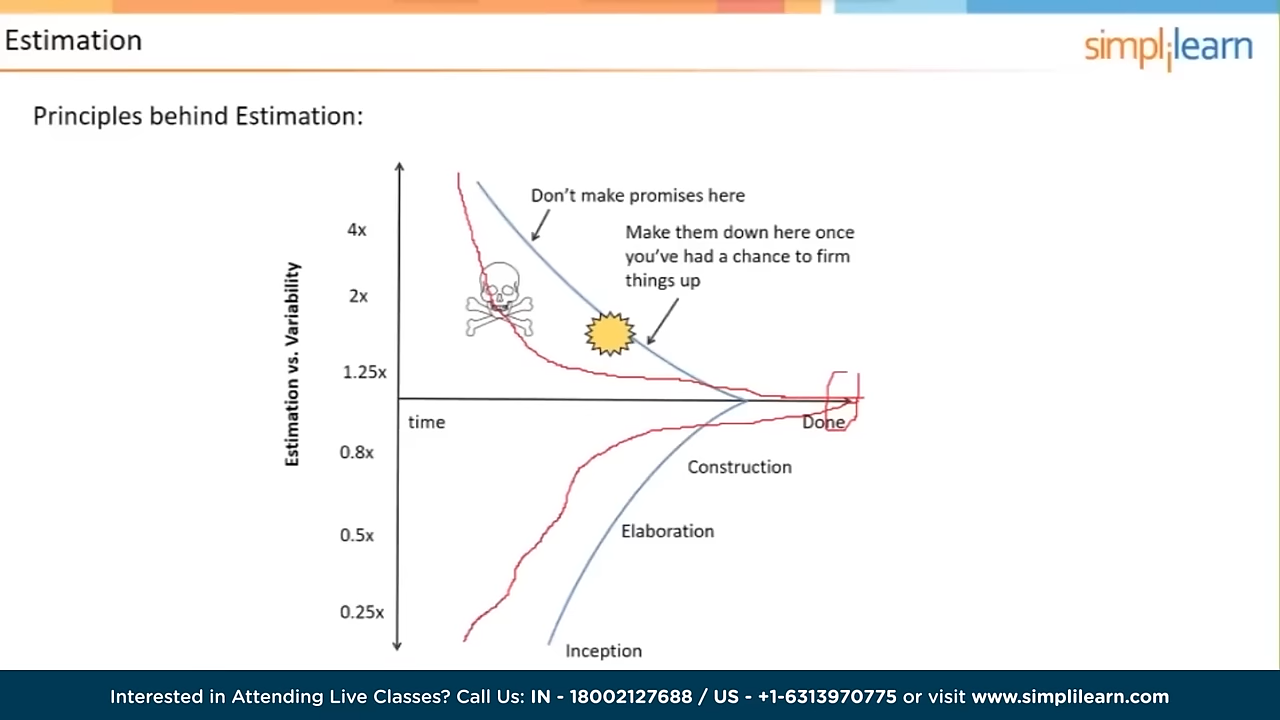 Estimation
simplilearn
Principles behind Estimation:
Don't make promises here
Make them down here once
you've had a chance to firm
things up
4x
2x
1.25x
Estimation vs. Variability
time
Done
0.8x
Construction
0.5x
Elaboration
0.25x
Inception
Interested in Attending Live Classes? Call Us: IN - 18002127688 / US - +1-6313970775 or visit www.simplilearn.com